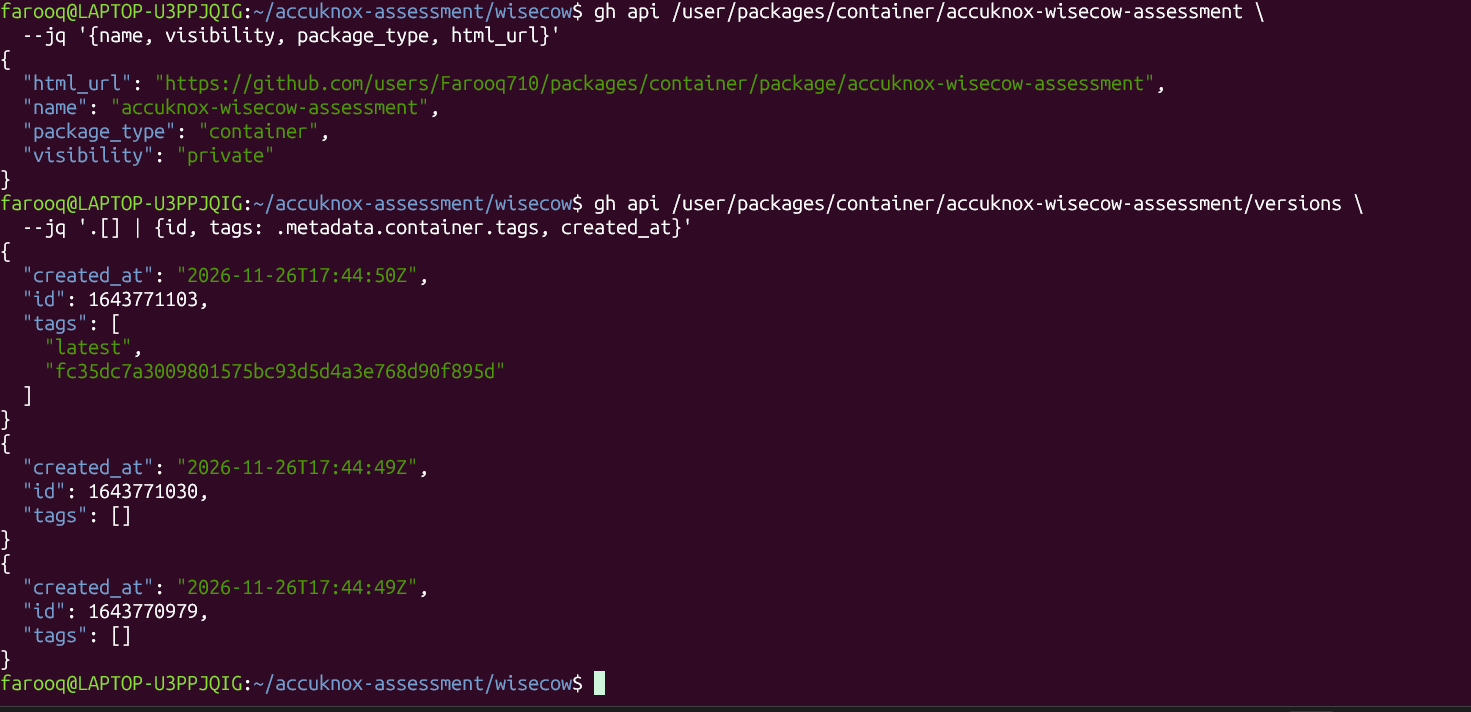 farooq@LAPTOP-U3PPJQIG:~/accuknox-assessment/wisecow$ gh api /user/packages/container/accuknox-wisecow-assessment \
  --jq '{name, visibility, package_type, html_url}'
{
  "html_url": "https://github.com/users/Farooq710/packages/container/package/accuknox-wisecow-assessment",
  "name": "accuknox-wisecow-assessment",
  "package_type": "container",
  "visibility": "private"
}
farooq@LAPTOP-U3PPJQIG:~/accuknox-assessment/wisecow$ gh api /user/packages/container/accuknox-wisecow-assessment/versions \
  --jq '.[] | {id, tags: .metadata.container.tags, created_at}'
{
  "created_at": "2026-11-26T17:44:50Z",
  "id": 1643771103,
  "tags": [
    "latest",
    "fc35dc7a3009801575bc93d5d4a3e768d90f895d"
  ]
}
{
  "created_at": "2026-11-26T17:44:49Z",
  "id": 1643771030,
  "tags": []
}
{
  "created_at": "2026-11-26T17:44:49Z",
  "id": 1643770979,
  "tags": []
}
farooq@LAPTOP-U3PPJQIG:~/accuknox-assessment/wisecow$